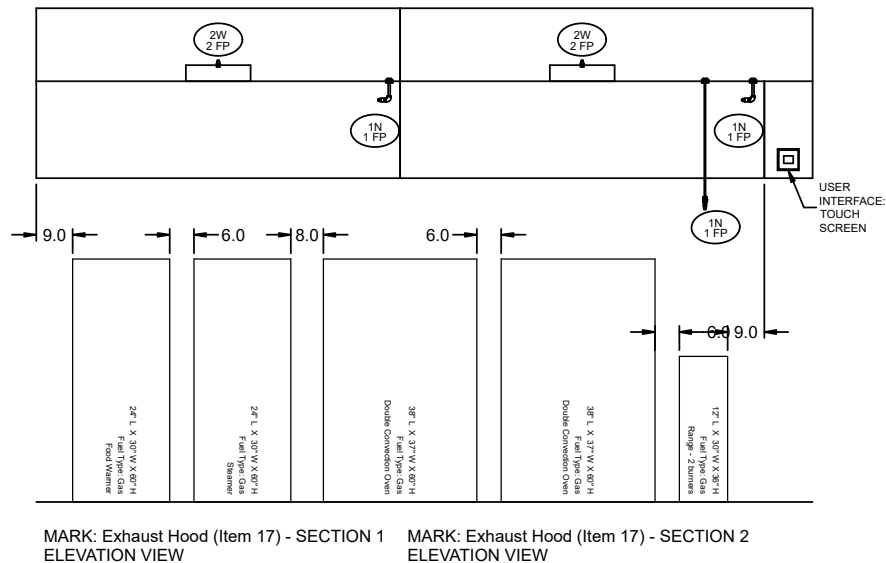 2W
2 FP
2W
2 FP
1N
1 FP
1N
1 FP
1N
1 FP
USER
INTERFACE:
TOUCH
SCREEN
9.0
6.0
8.0
6.0
6.0
9.0
24" L X 30" W X 60" H
Fuel Type: Gas
Food Warmer
24" L X 30" W X 60" H
Fuel Type: Gas
Steamer
38" L X 37" W X 60" H
Fuel Type: Gas
Double Convection Oven
38" L X 37" W X 60" H
Fuel Type: Gas
Double Convection Oven
12" L X 30" W X 36" H
Fuel Type: Gas
Range - 2 burners
MARK: Exhaust Hood (Item 17) - SECTION 1
ELEVATION VIEW
MARK: Exhaust Hood (Item 17) - SECTION 2
ELEVATION VIEW